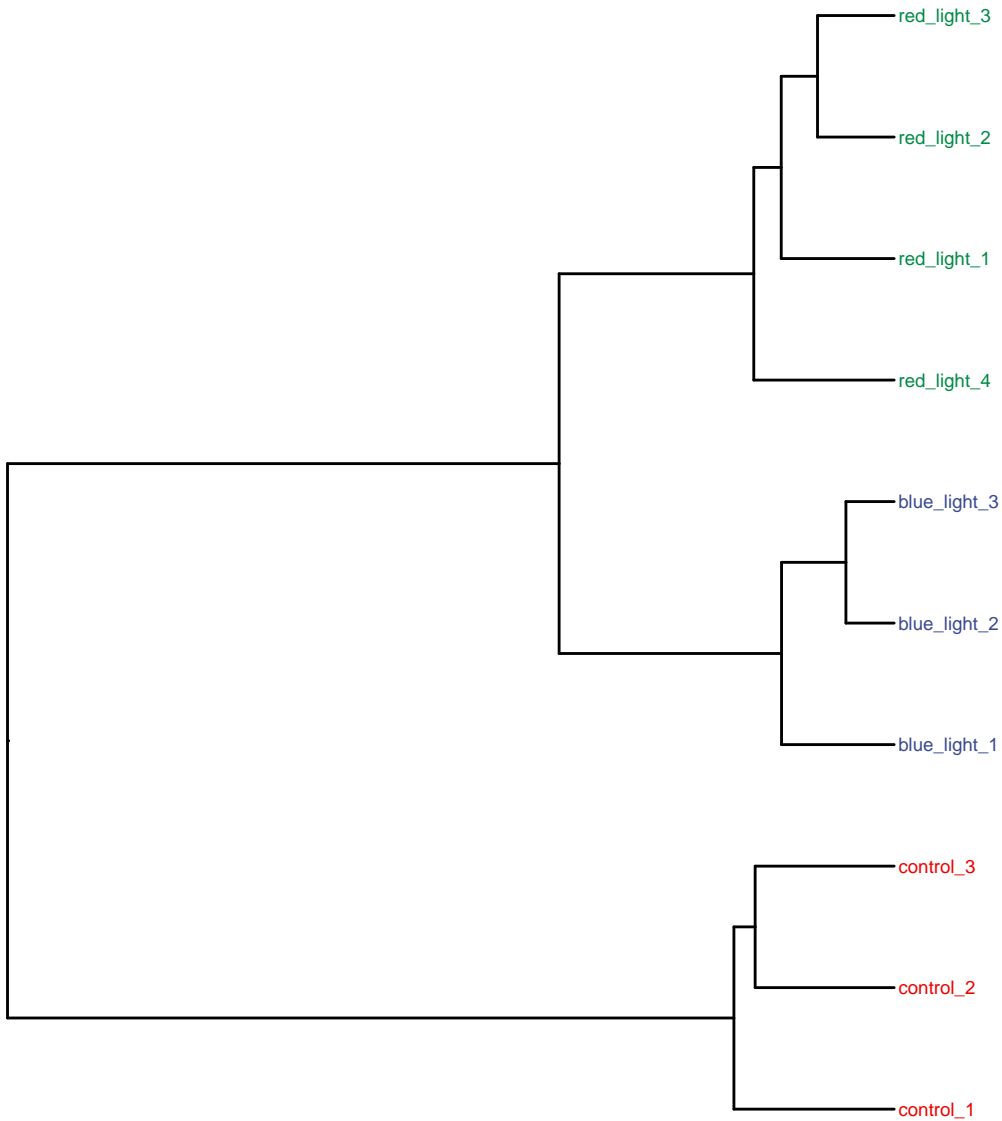 red_light_3
red_light_2
red_light_1
red_light_4
blue_light_3
blue_light_2
blue_light_1
control_3
control_2
control_1